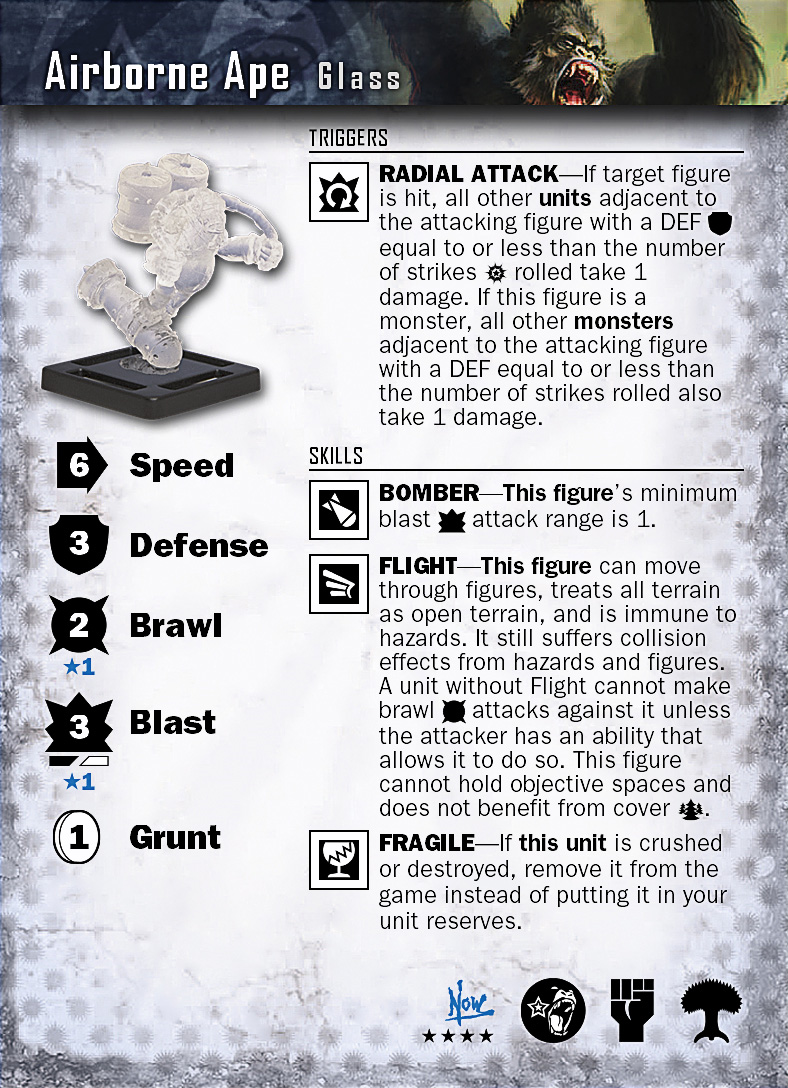 Airborne Ape Glass
TRIGGERS
RADIAL ATTACK—If target figure
is hit, all other units adjacent to
the attacking figure with a DEF
equal to or less than the number
of strikes rolled take 1
damage. If this figure is a
monster, all other monsters
adjacent to the attacking figure
with a DEF equal to or less than
the number of strikes rolled also
take 1 damage.
6 Speed
3 Defense
2 Brawl
★1
3 Blast
★1
1 Grunt
SKILLS
BOMBER—This figure's minimum
blast attack range is 1.
FLIGHT—This figure can move
through figures, treats all terrain
as open terrain, and is immune to
hazards. It still suffers collision
effects from hazards and figures.
A unit without Flight cannot make
brawl attacks against it unless
the attacker has an ability that
allows it to do so. This figure
cannot hold objective spaces and
does not benefit from cover .
FRAGILE—If this unit is crushed
or destroyed, remove it from the
game instead of putting it in your
unit reserves.
Now
★★★★